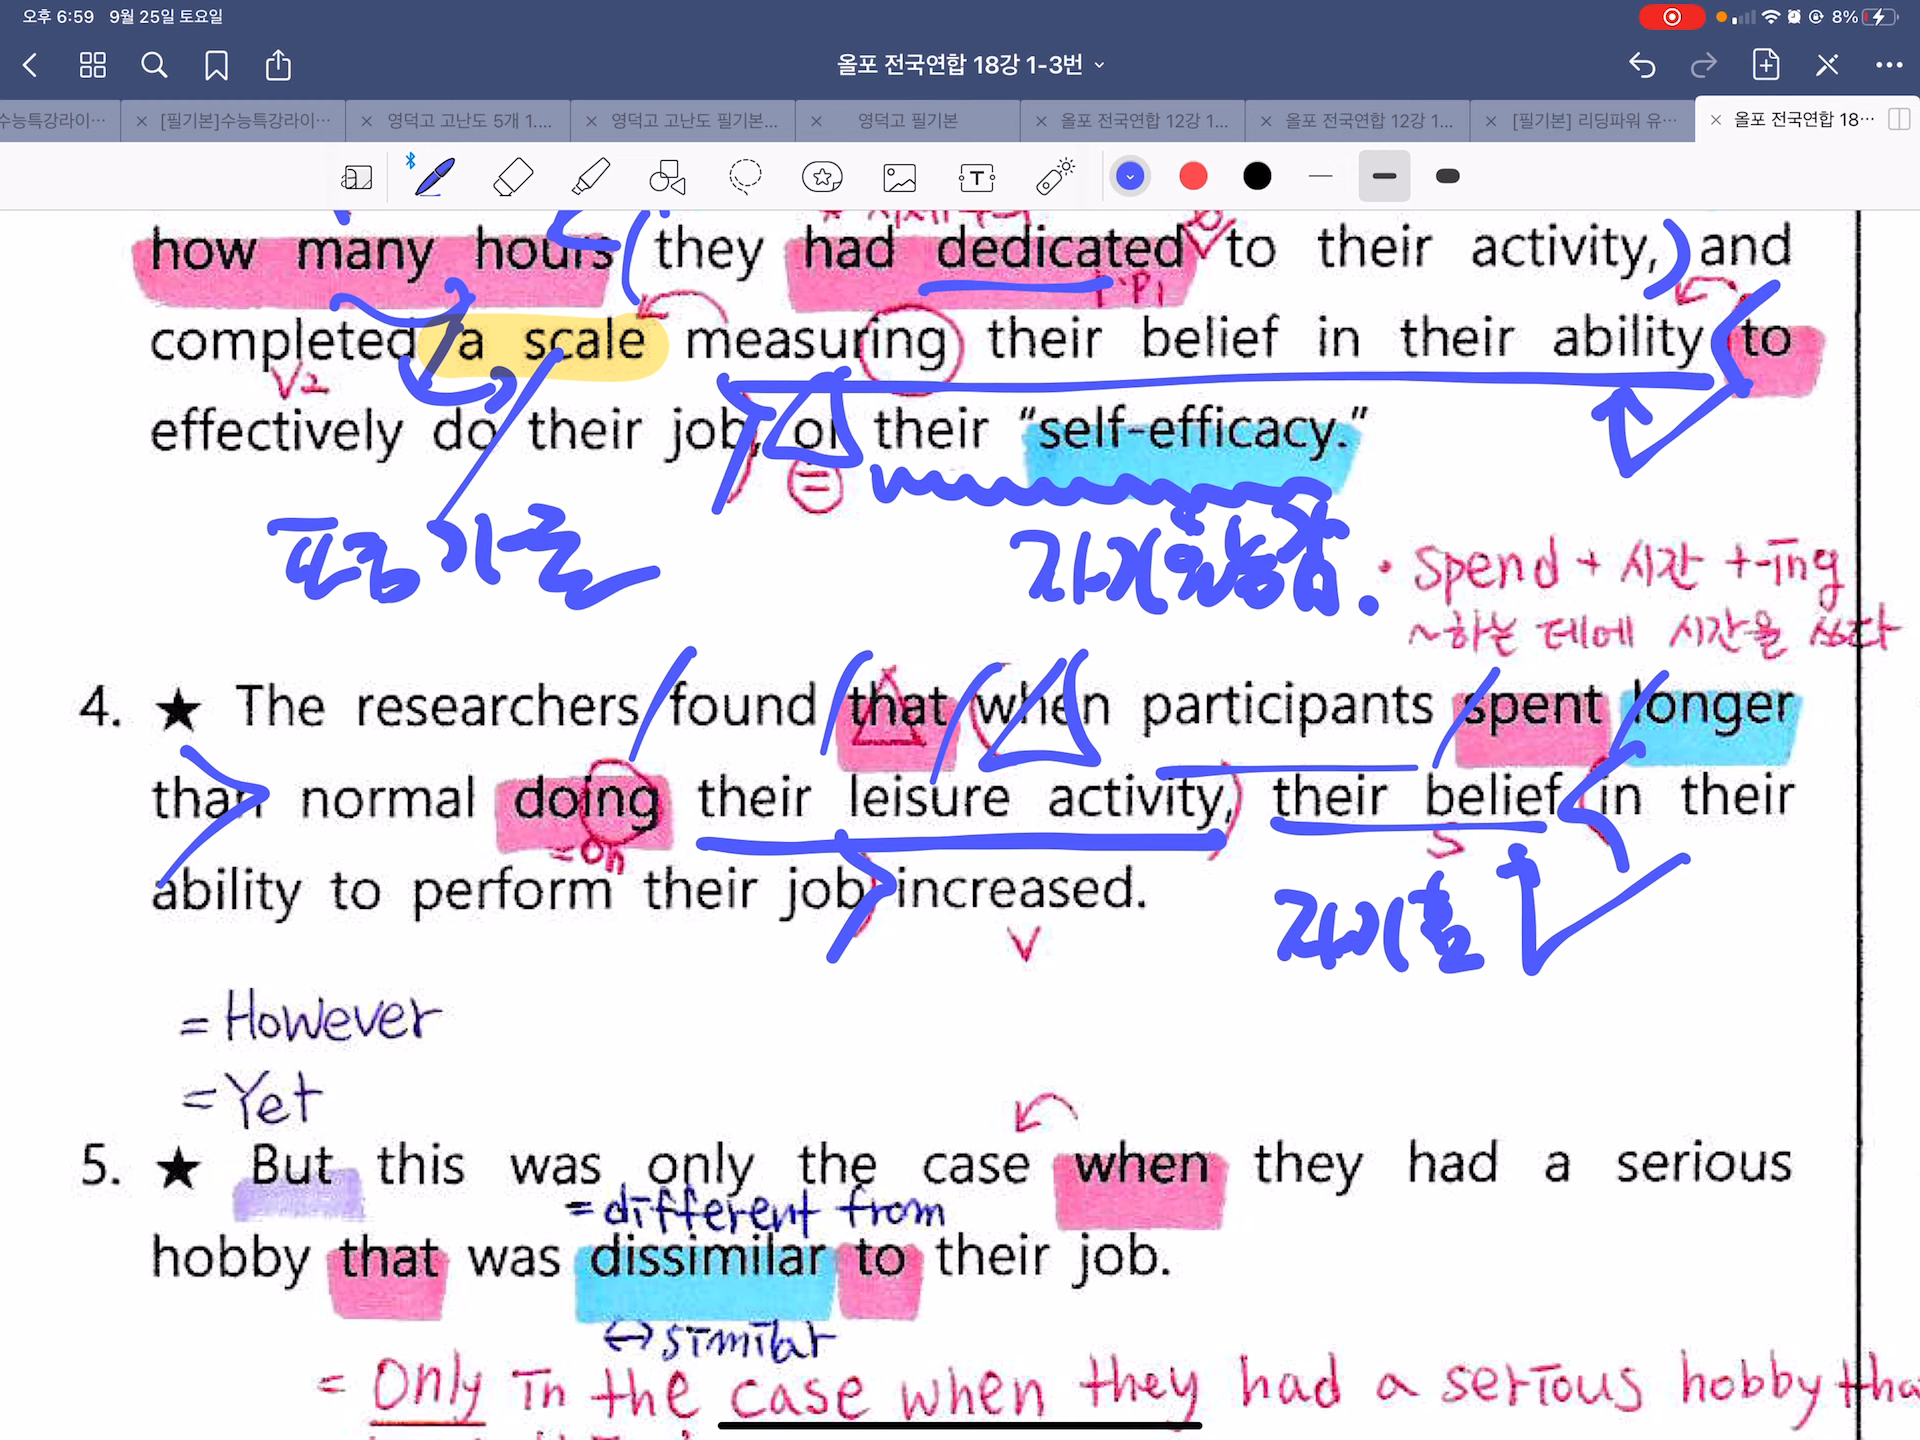 오후 6:59 9월 25일 토요일
8%
올포 전국연합 18강 1-3번
수능특강라이… × [필기본]수능특강라이… × 영덕고 고난도 5개 1.... × 영덕고 고난도 필기본... × 영덕고 필기본 × 올포 전국연합 12강 1... × 올포 전국연합 12강 1... × [필기본] 리딩파워 유… × 올포 전국연합 18…
how many hours they had dedicated to their activity, and
P.P.
completed a scale measuring their belief in their ability to
V2
effectively do their job, or their “self-efficacy.”
=
평가를
자기효능감.
• spend + 시간 + -ing
~하는 데에 시간을 쓰다
4. ★ The researchers found that when participants spent longer
than normal doing their leisure activity, their belief in their
= on
S
ability to perform their job increased.
V
자기효
= However
= Yet
5. ★ But this was only the case when they had a serious
= different from
hobby that was dissimilar to their job.
↔ similar
= Only in the case when they had a serious hobby tha